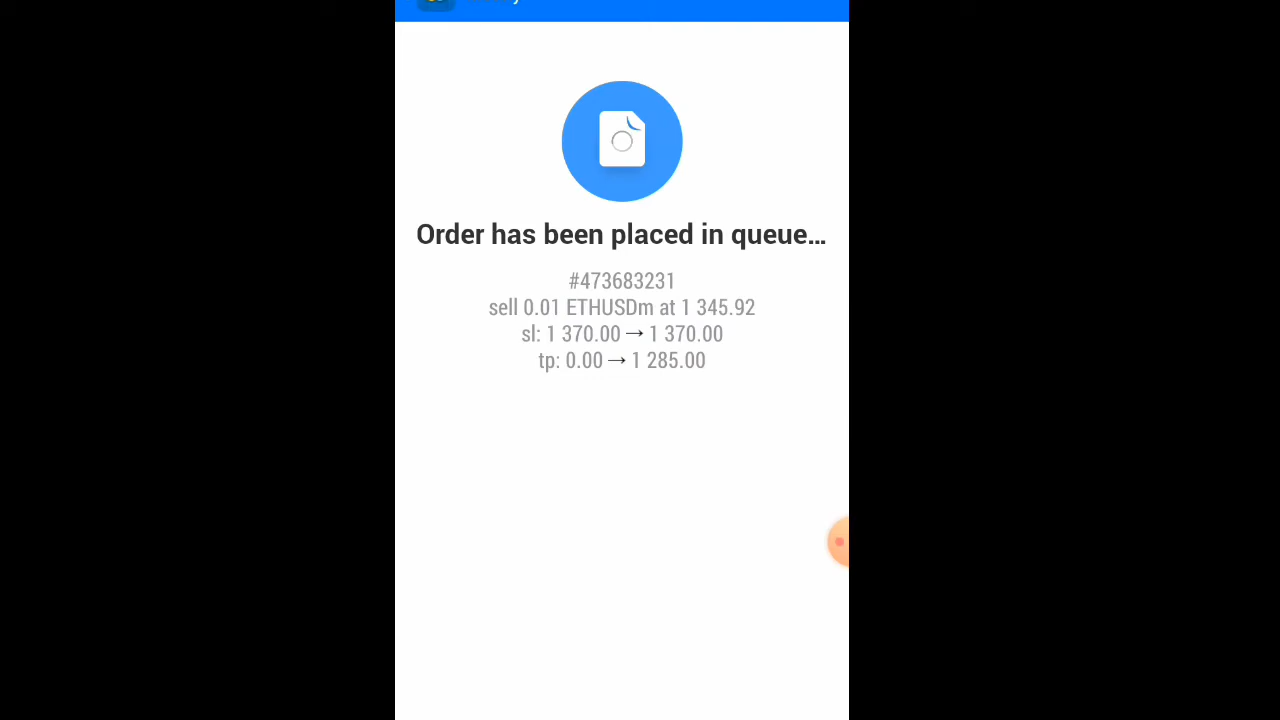 Order has been placed in queue...
#473683231
sell 0.01 ETHUSDm at 1 345.92
sl: 1 370.00 → 1 370.00
tp: 0.00 → 1 285.00